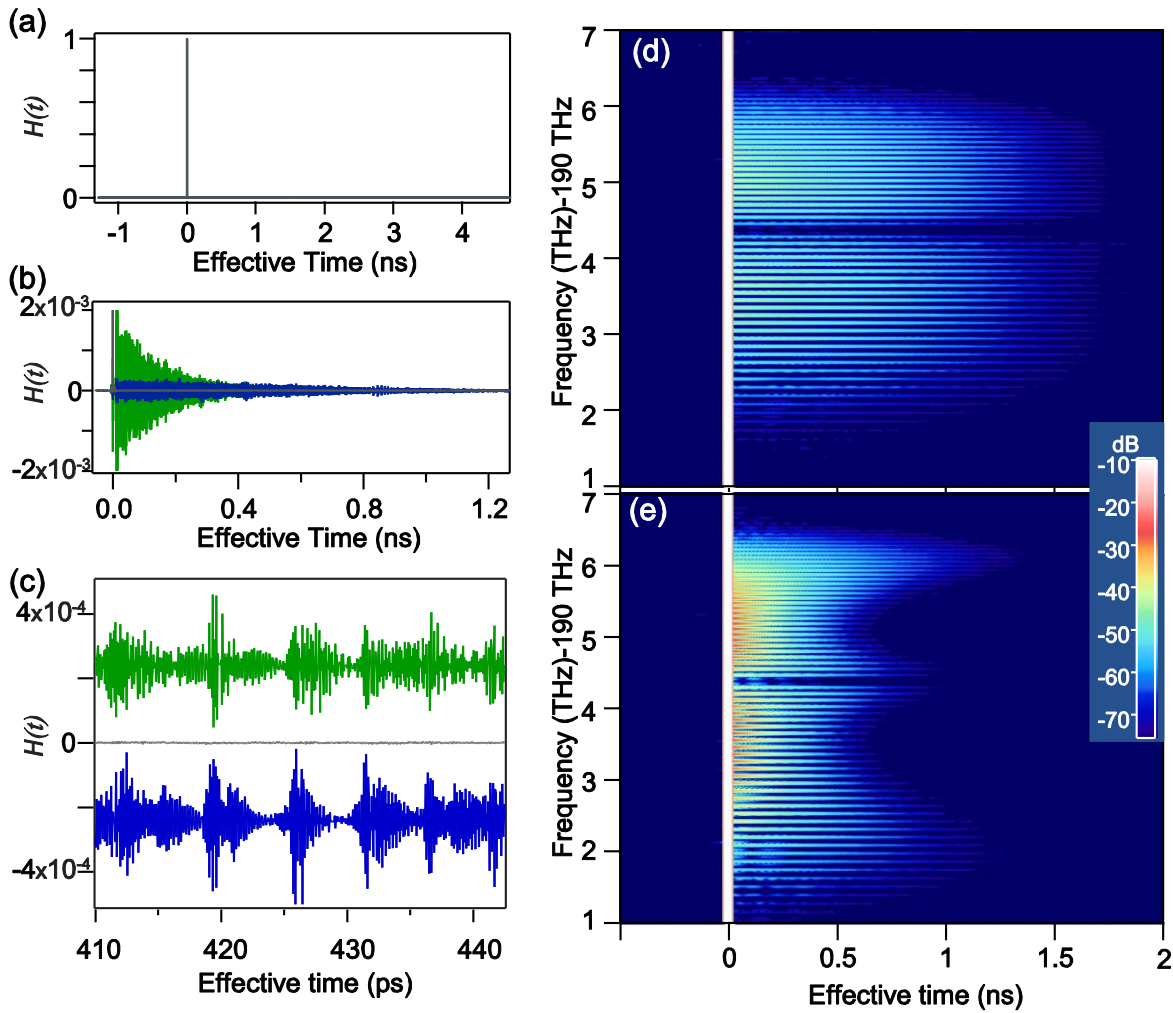 (a)
1
H(t)
0
-1 0 1 2 3 4
Effective Time (ns)
(b)
2x10-3
H(t)
0
-2x10-3
0.0 0.4 0.8 1.2
Effective Time (ns)
(c)
4x10-4
H(t)
0
-4x10-4
410 420 430 440
Effective time (ps)
(d)
7
6
5
4
3
2
1
Frequency (THz)-190 THz
(e)
7
6
5
4
3
2
1
Frequency (THz)-190 THz
0 0.5 1 1.5 2
Effective time (ns)
dB
-10
-20
-30
-40
-50
-60
-70